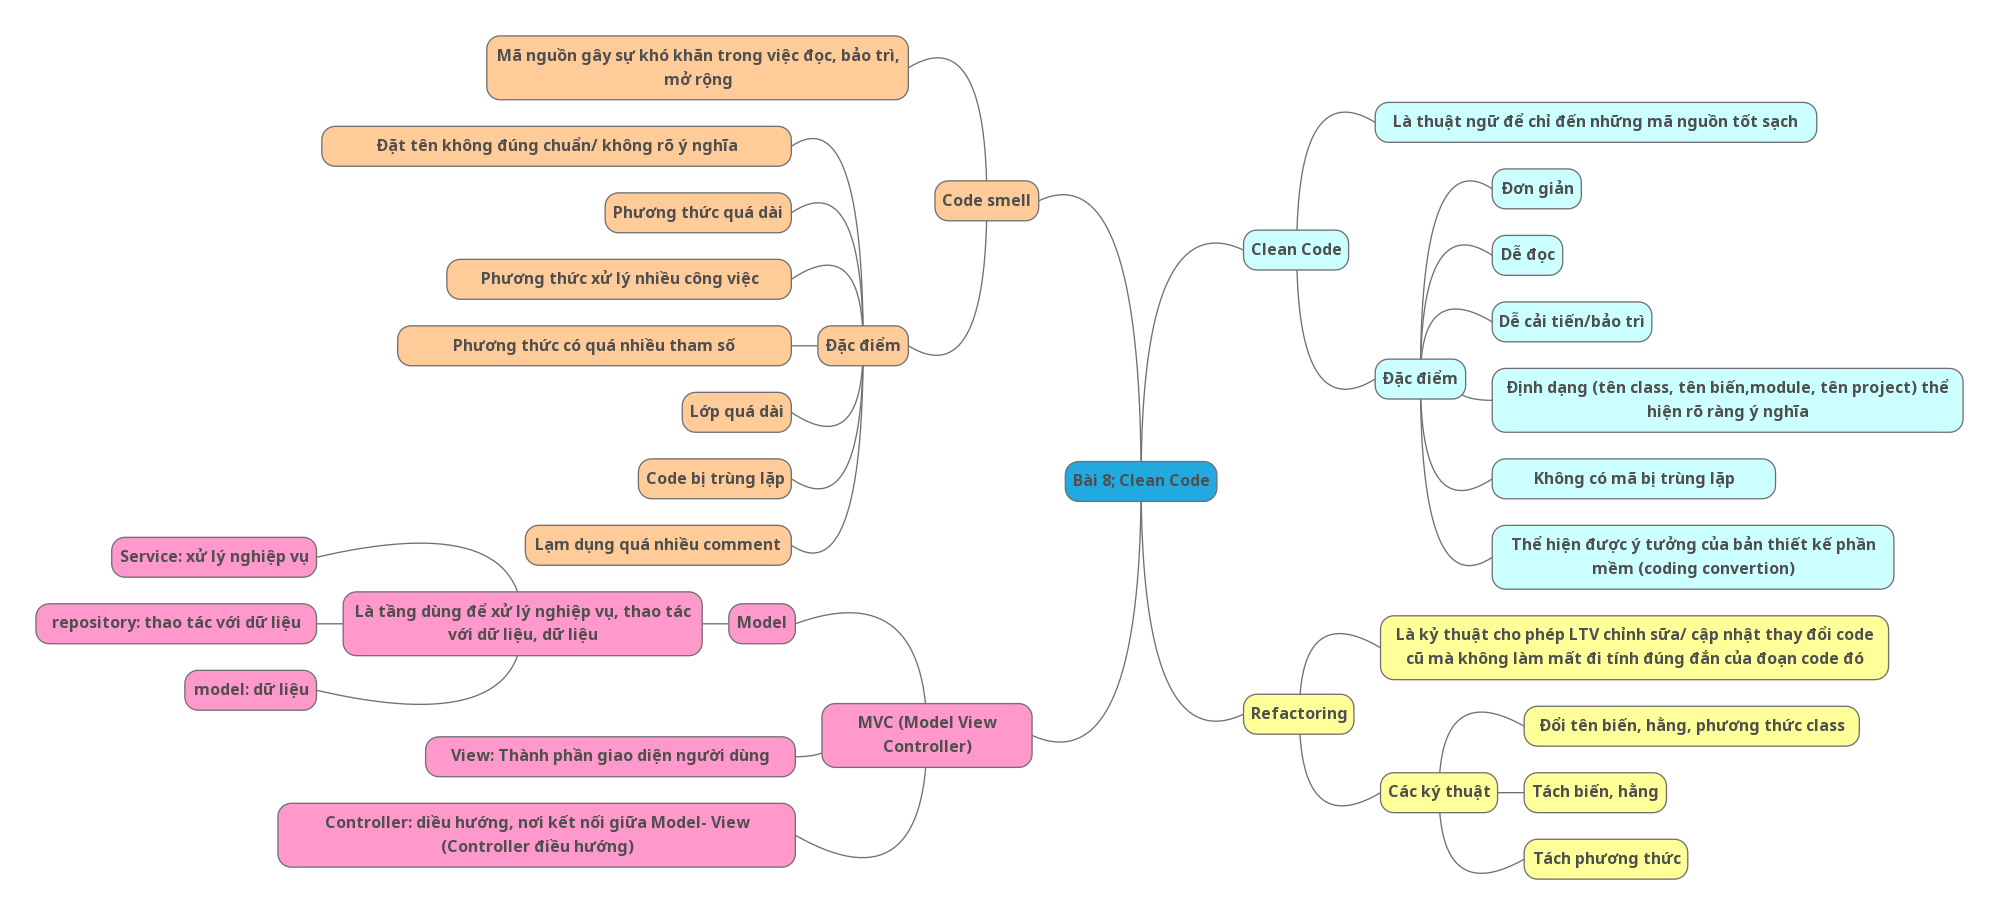 Bài 8; Clean Code
Clean Code
Là thuật ngữ để chỉ đến những mã nguồn tốt sạch
Đặc điểm
Đơn giản
Dễ đọc
Dễ cải tiến/bảo trì
Định dạng (tên class, tên biến,module, tên project) thể
hiện rõ ràng ý nghĩa
Không có mã bị trùng lặp
Thể hiện được ý tưởng của bản thiết kế phần
mềm (coding convertion)
Refactoring
Là kỷ thuật cho phép LTV chỉnh sữa/ cập nhật thay đổi code
cũ mà không làm mất đi tính đúng đắn của đoạn code đó
Các ký thuật
Đổi tên biến, hằng, phương thức class
Tách biến, hằng
Tách phương thức
Code smell
Mã nguồn gây sự khó khăn trong việc đọc, bảo trì,
mở rộng
Đặc điểm
Đặt tên không đúng chuẩn/ không rõ ý nghĩa
Phương thức quá dài
Phương thức xử lý nhiều công việc
Phương thức có quá nhiều tham số
Lớp quá dài
Code bị trùng lặp
Lạm dụng quá nhiều comment
MVC (Model View
Controller)
Model
Là tầng dùng để xử lý nghiệp vụ, thao tác
với dữ liệu, dữ liệu
Service: xử lý nghiệp vụ
repository: thao tác với dữ liệu
model: dữ liệu
View: Thành phần giao diện người dùng
Controller: diều hướng, nơi kết nối giữa Model- View
(Controller điều hướng)